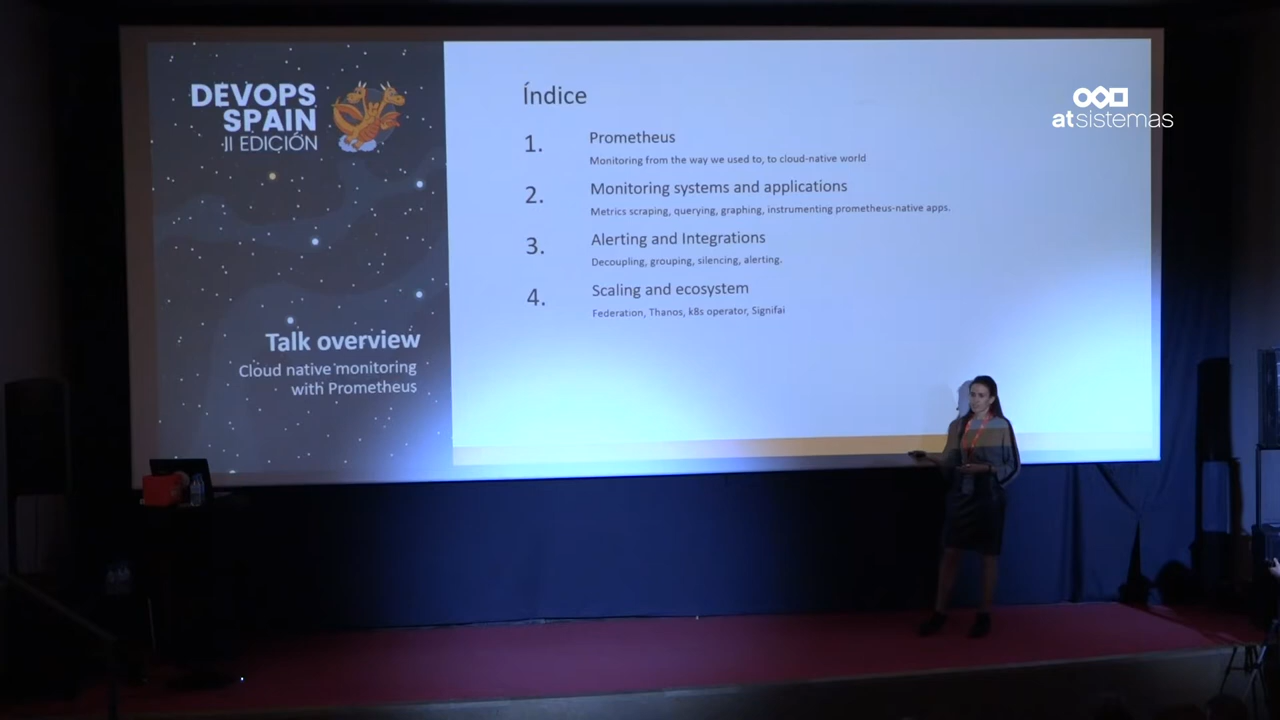 DEVOPS
SPAIN
II EDICIÓN
Talk overview
Cloud native monitoring
with Prometheus
Índice
1. Prometheus
Monitoring from the way we used to, to cloud-native world
2. Monitoring systems and applications
Metrics scraping, querying, graphing, instrumenting prometheus-native apps.
3. Alerting and Integrations
Decoupling, grouping, silencing, alerting.
4. Scaling and ecosystem
Federation, Thanos, k8s operator, Signifai
atsistemas